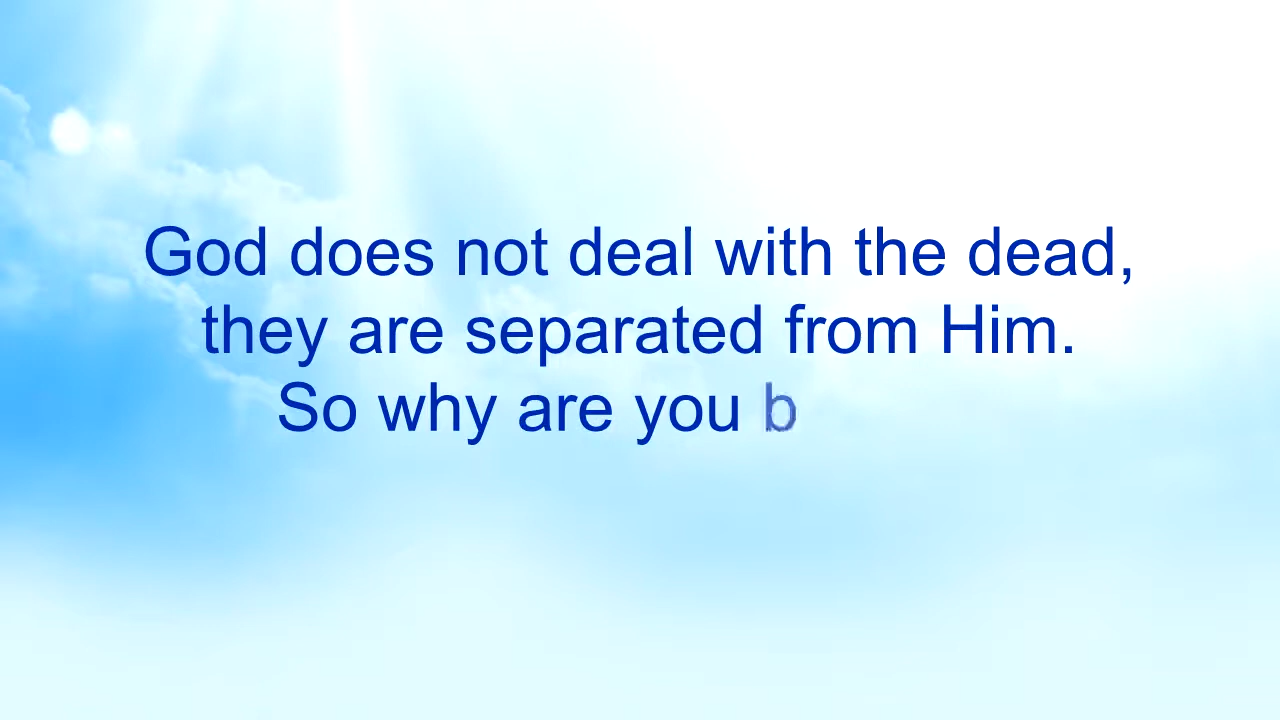 God does not deal with the dead,
they are separated from Him.
So why are you b